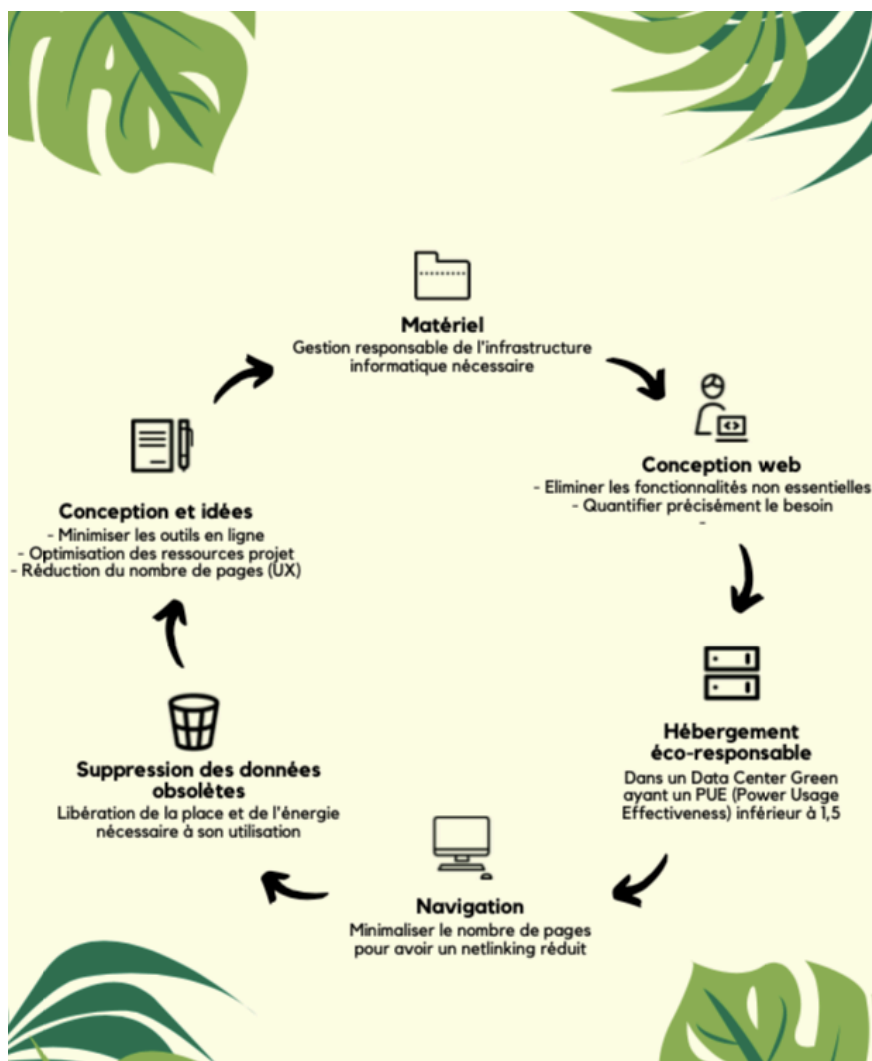 Matériel
Gestion responsable de l'infrastructure
informatique nécessaire
Conception web
- Eliminer les fonctionnalités non essentielles
- Quantifier précisément le besoin
-
Hébergement
éco-responsable
Dans un Data Center Green
ayant un PUE (Power Usage
Effectiveness) inférieur à 1,5
Navigation
Minimaliser le nombre de pages
pour avoir un netlinking réduit
Suppression des données
obsolètes
Libération de la place et de l'énergie
nécessaire à son utilisation
Conception et idées
- Minimiser les outils en ligne
- Optimisation des ressources projet
- Réduction du nombre de pages (UX)